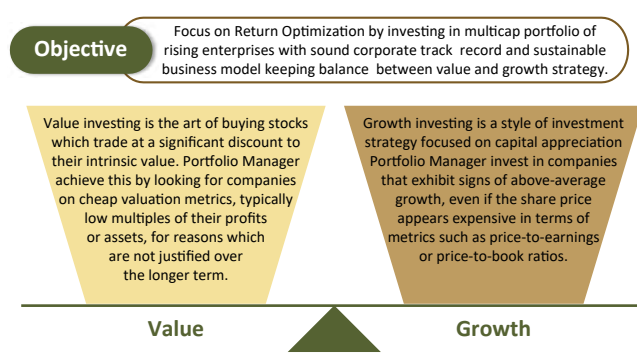 Objective
Focus on Return Optimization by investing in multicap portfolio of
rising enterprises with sound corporate track record and sustainable
business model keeping balance between value and growth strategy.
Value investing is the art of buying stocks
which trade at a significant discount to
their intrinsic value. Portfolio Manager
achieve this by looking for companies
on cheap valuation metrics, typically
low multiples of their profits
or assets, for reasons which
are not justified over
the longer term.
Growth investing is a style of investment
strategy focused on capital appreciation
Portfolio Manager invest in companies
that exhibit signs of above-average
growth, even if the share price
appears expensive in terms of
metrics such as price-to-earnings
or price-to-book ratios.
Value
Growth